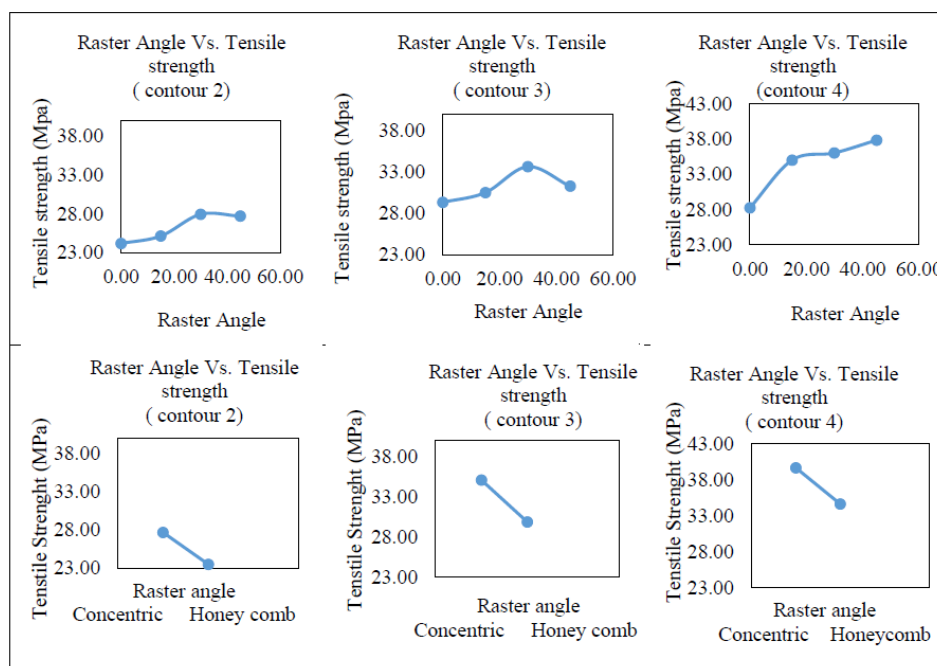 Raster Angle Vs. Tensile
strength
( contour 2)
Tensile strength (Mpa)
38.00
33.00
28.00
23.00
0.00 20.00 40.00 60.00
Raster Angle
Raster Angle Vs. Tensile
strength
( contour 3)
Tensile strength (Mpa)
38.00
33.00
28.00
23.00
0.00 20.00 40.00 60.00
Raster Angle
Raster Angle Vs. Tensile
strength
(contour 4)
Tensile strength (Mpa)
43.00
38.00
33.00
28.00
23.00
0.00 20.00 40.00 60.00
Raster Angle
Raster Angle Vs. Tensile
strength
( contour 2)
Tenstile Strenght (MPa)
38.00
33.00
28.00
23.00
Raster angle
Concentric Honey comb
Raster Angle Vs. Tensile
strength
( contour 3)
Tenstile Strenght (MPa)
38.00
33.00
28.00
23.00
Raster angle
Concentric Honey comb
Raster Angle Vs. Tensile
strength
( contour 4)
Tenstile Strenght (MPa)
43.00
38.00
33.00
28.00
23.00
Raster angle
Concentric Honeycomb